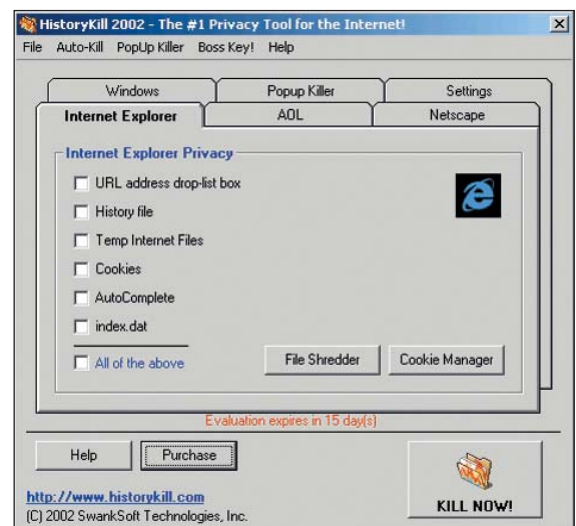 HistoryKill 2002 - The #1 Privacy Tool for the Internet!
File Auto-Kill PopUp Killer Boss Key! Help
Windows Popup Killer Settings
Internet Explorer AOL Netscape
Internet Explorer Privacy
URL address drop-list box
History file
Temp Internet Files
Cookies
AutoComplete
index.dat
All of the above File Shredder Cookie Manager
Evaluation expires in 15 day(s)
Help Purchase
http://www.historykill.com
(C) 2002 SwankSoft Technologies, Inc.
KILL NOW!